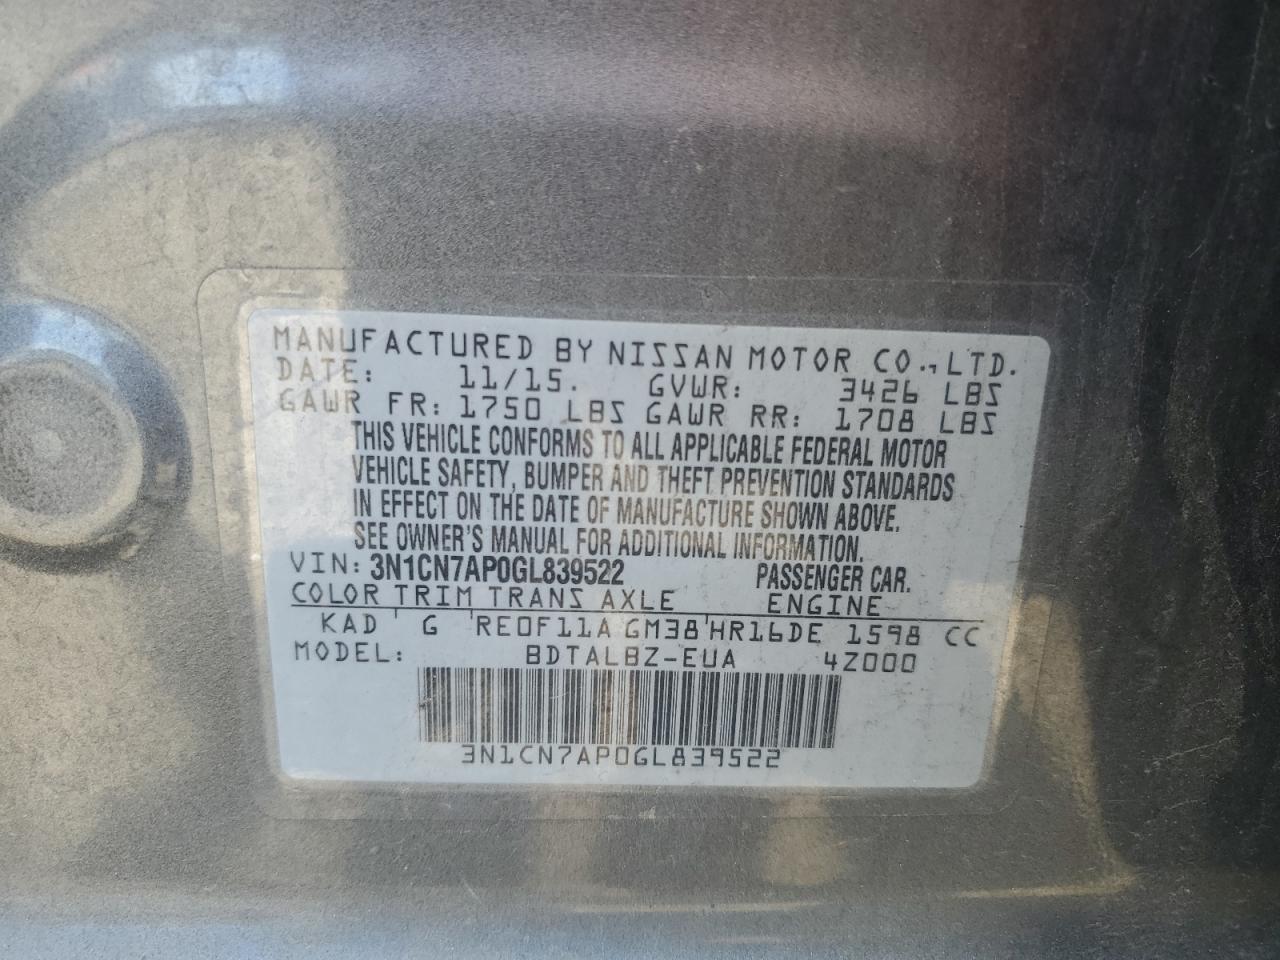 MANUFACTURED BY NISSAN MOTOR CO., LTD.
DATE: 11/15. GVWR: 3426 LBS
GAWR FR: 1750 LBS GAWR RR: 1708 LBS
THIS VEHICLE CONFORMS TO ALL APPLICABLE FEDERAL MOTOR
VEHICLE SAFETY, BUMPER AND THEFT PREVENTION STANDARDS
IN EFFECT ON THE DATE OF MANUFACTURE SHOWN ABOVE.
SEE OWNER'S MANUAL FOR ADDITIONAL INFORMATION.
VIN: 3N1CN7AP0GL839522 PASSENGER CAR.
COLOR TRIM TRANS AXLE ENGINE
KAD G RE0F11A GM38 HR16DE 1598 CC
MODEL: BDTALBZ-EUA 4Z000
3N1CN7AP0GL839522